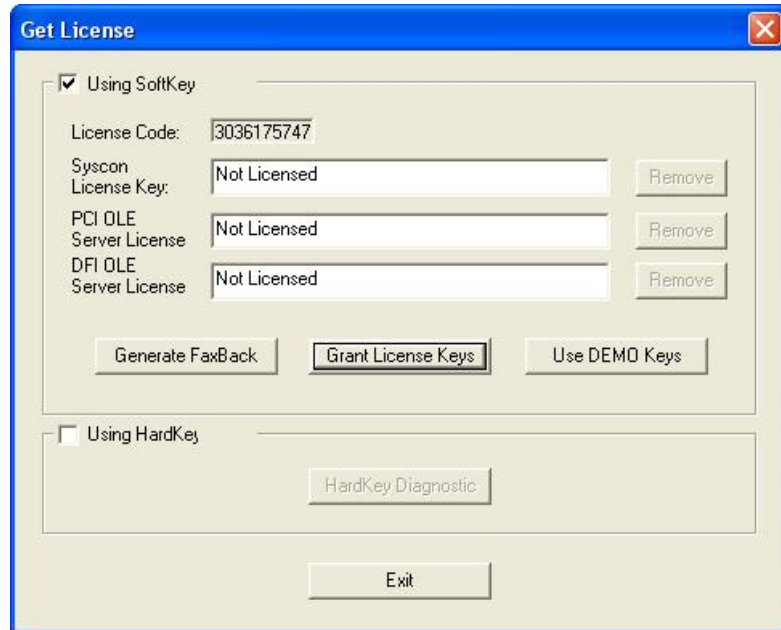 Get License
Using SoftKey
License Code: 3036175747
Syscon
License Key: Not Licensed Remove
PCI OLE
Server License Not Licensed Remove
DFI OLE
Server License Not Licensed Remove
Generate FaxBack Grant License Keys Use DEMO Keys
Using HardKey
HardKey Diagnostic
Exit